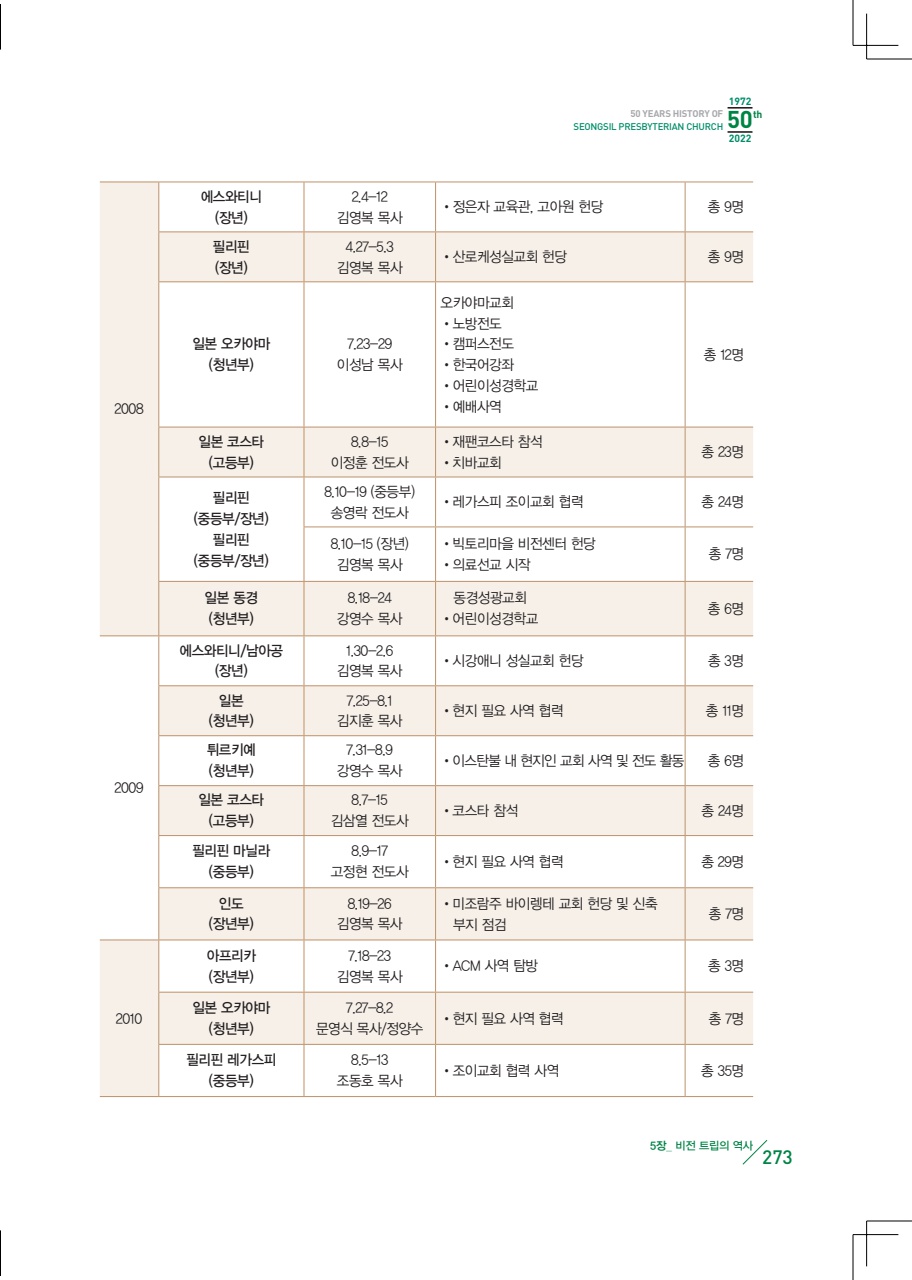 1972
50 YEARS HISTORY OF
50th
SEONGSIL PRESBYTERIAN CHURCH
2022
에스와티니
(장년)
2.4–12
김영복 목사
• 정은자 교육관, 고아원 헌당
총 9명
필리핀
(장년)
4.27–5.3
김영복 목사
• 산로케성실교회 헌당
총 9명
2008
일본 오카야마
(청년부)
7.23–29
이성남 목사
오카야마교회
• 노방전도
• 캠퍼스전도
• 한국어강좌
• 어린이성경학교
• 예배사역
총 12명
일본 코스타
(고등부)
8.8–15
이정훈 전도사
• 재팬코스타 참석
• 치바교회
총 23명
필리핀
(중등부/장년)
필리핀
(중등부/장년)
8.10–19 (중등부)
송영락 전도사
• 레가스피 조이교회 협력
총 24명
8.10–15 (장년)
김영복 목사
• 빅토리마을 비전센터 헌당
• 의료선교 시작
총 7명
일본 동경
(청년부)
8.18–24
강영수 목사
동경성광교회
• 어린이성경학교
총 6명
2009
에스와티니/남아공
(장년)
1.30–2.6
김영복 목사
• 시강애니 성실교회 헌당
총 3명
일본
(청년부)
7.25–8.1
김지훈 목사
• 현지 필요 사역 협력
총 11명
튀르키예
(청년부)
7.31–8.9
강영수 목사
• 이스탄불 내 현지인 교회 사역 및 전도 활동
총 6명
일본 코스타
(고등부)
8.7–15
김삼열 전도사
• 코스타 참석
총 24명
필리핀 마닐라
(중등부)
8.9–17
고정현 전도사
• 현지 필요 사역 협력
총 29명
인도
(장년부)
8.19–26
김영복 목사
• 미조람주 바이렝테 교회 헌당 및 신축
부지 점검
총 7명
2010
아프리카
(장년부)
7.18–23
김영복 목사
• ACM 사역 탐방
총 3명
일본 오카야마
(청년부)
7.27–8.2
문영식 목사/정양수
• 현지 필요 사역 협력
총 7명
필리핀 레가스피
(중등부)
8.5–13
조동호 목사
• 조이교회 협력 사역
총 35명
5장_ 비전 트립의 역사
273